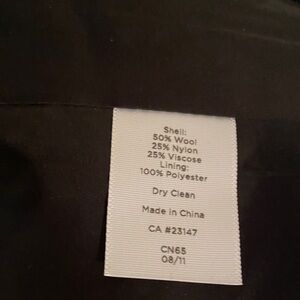 Shell:
50% Wool
25% Nylon
25% Viscose
Lining:
100% Polyester
Dry Clean
Made in China
CA #23147
CN65
08/11